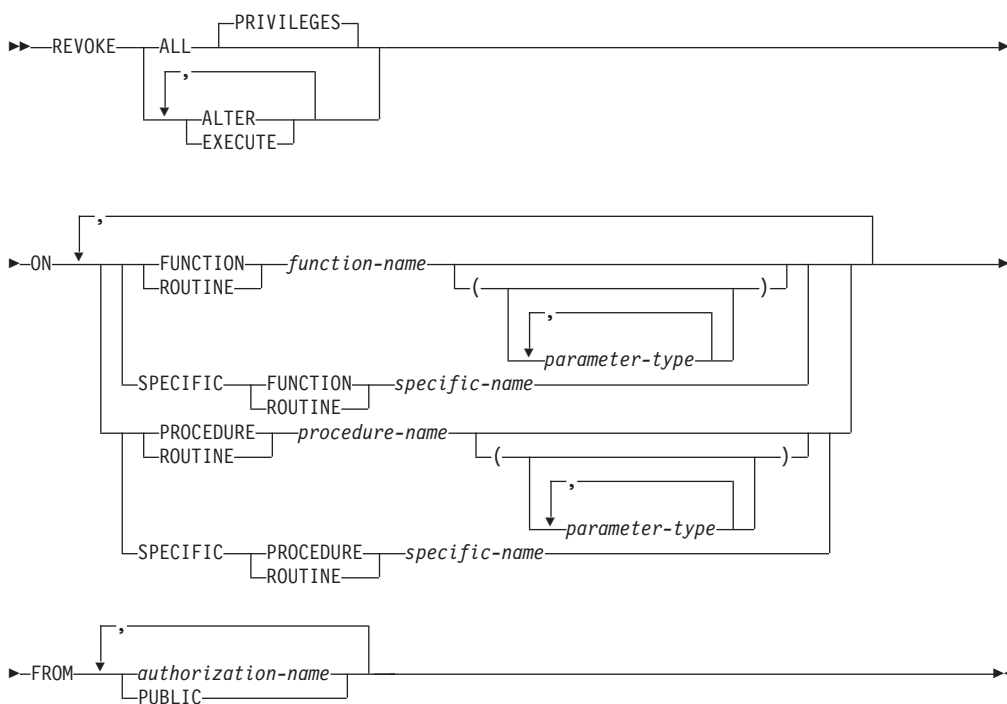 PRIVILEGES
REVOKE ALL
,
ALTER
EXECUTE
,
ON FUNCTION function-name
ROUTINE ( )
,
parameter-type
SPECIFIC FUNCTION specific-name
ROUTINE
PROCEDURE procedure-name
ROUTINE ( )
,
parameter-type
SPECIFIC PROCEDURE specific-name
ROUTINE
,
FROM authorization-name
PUBLIC